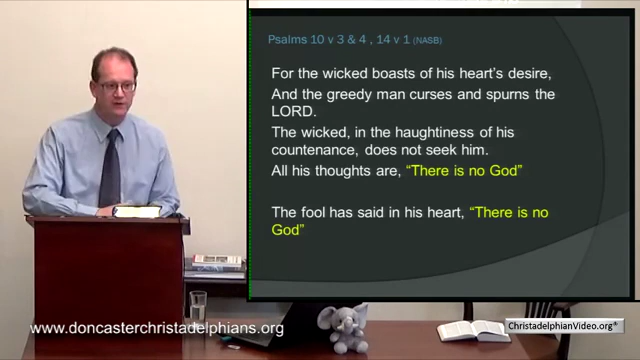 Psalms 10 v 3 & 4 , 14 v 1 (NASB)
For the wicked boasts of his heart's desire,
And the greedy man curses and spurns the
LORD.
The wicked, in the haughtiness of his
countenance, does not seek him.
All his thoughts are, “There is no God”
The fool has said in his heart, “There is no
God”
www.doncasterchristadelphians.org
ChristadelphianVideo.org®